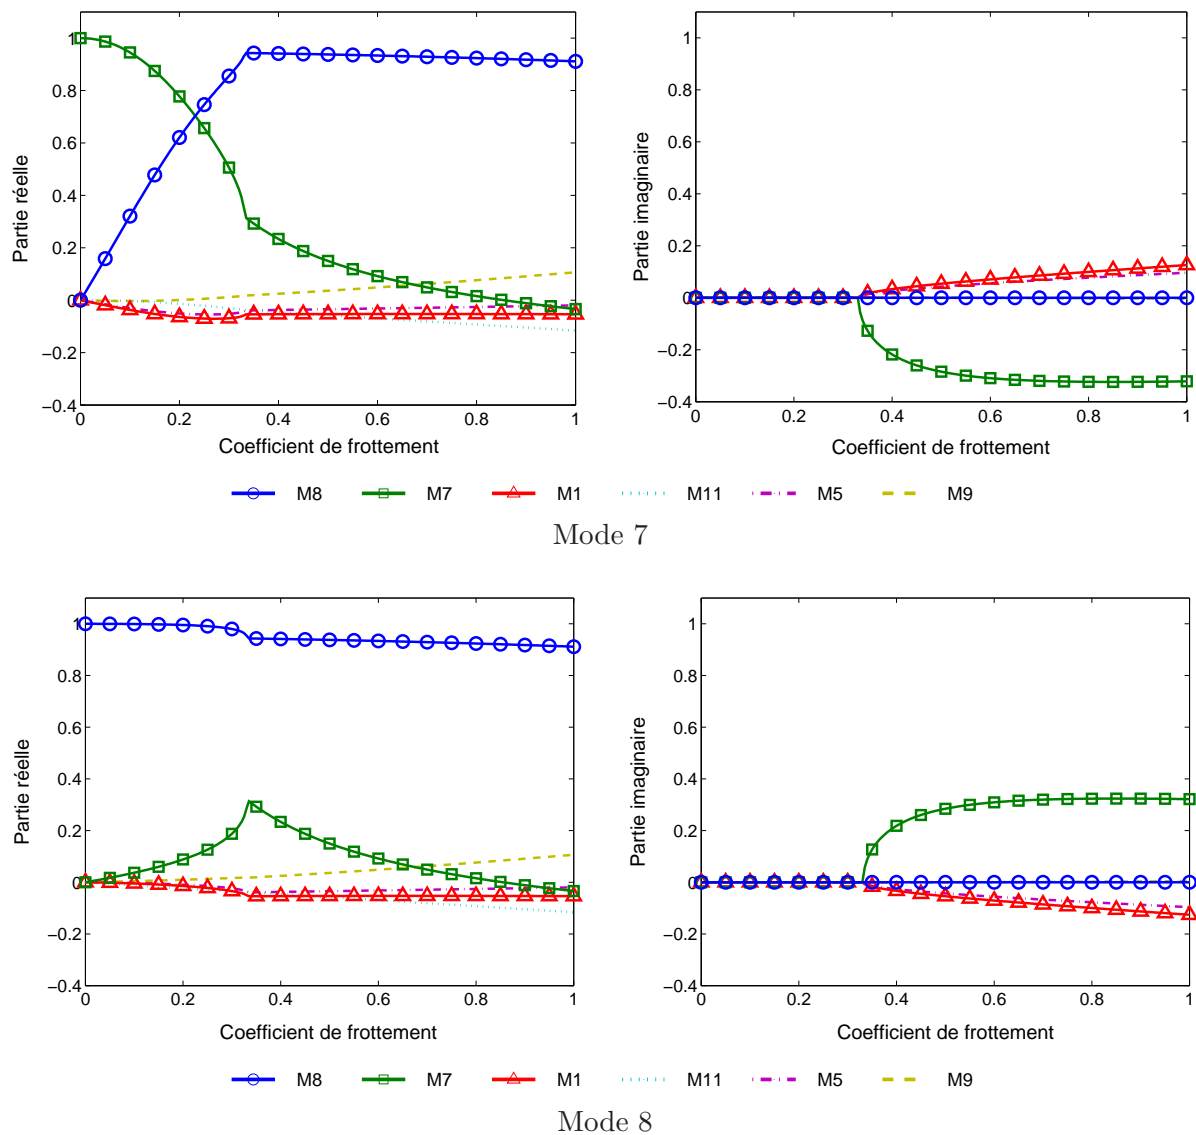 Partie réelle
1
0.8
0.6
0.4
0.2
0
−0.2
−0.4
0 0.2 0.4 0.6 0.8 1
Coefficient de frottement
Partie imaginaire
1
0.8
0.6
0.4
0.2
0
−0.2
−0.4
0 0.2 0.4 0.6 0.8 1
Coefficient de frottement
M8 M7 M1 M11 M5 M9
Mode 7
Partie réelle
1
0.8
0.6
0.4
0.2
0
−0.2
−0.4
0 0.2 0.4 0.6 0.8 1
Coefficient de frottement
Partie imaginaire
1
0.8
0.6
0.4
0.2
0
−0.2
−0.4
0 0.2 0.4 0.6 0.8 1
Coefficient de frottement
M8 M7 M1 M11 M5 M9
Mode 8